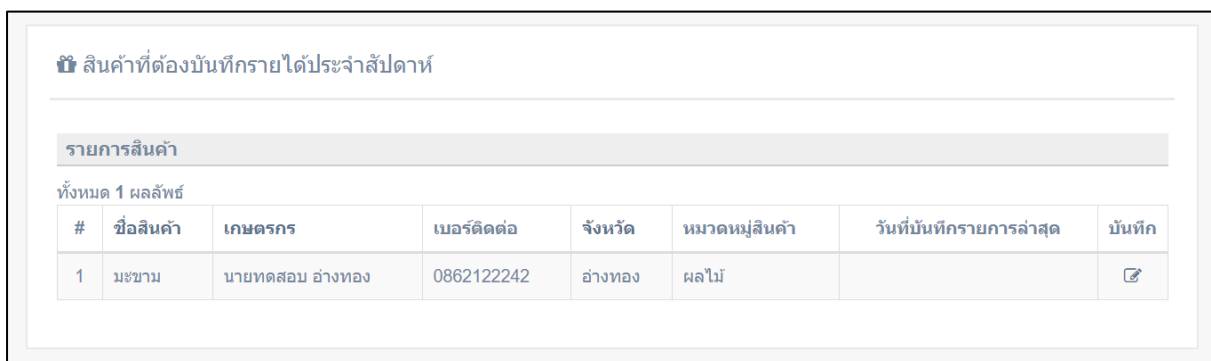 สินค้าที่ต้องบันทึกรายได้ประจำสัปดาห์
รายการสินค้า
ทั้งหมด 1 ผลลัพธ์
# ชื่อสินค้า เกษตรกร เบอร์ติดต่อ จังหวัด หมวดหมู่สินค้า วันที่บันทึกรายการล่าสุด บันทึก
1 มะขาม นายทดสอบ อ่างทอง 0862122242 อ่างทอง ผลไม้